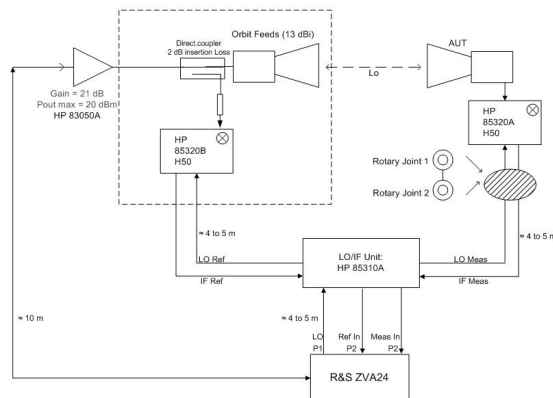 Direct.coupler
2 dB insertion Loss
Orbit Feeds (13 dBi)
AUT
Lo
Gain = 21 dB
Pout max = 20 dBm
HP 83050A
HP
85320B
H50
HP
85320A
H50
Rotary Joint 1
Rotary Joint 2
≈ 4 to 5 m
≈ 4 to 5 m
LO Ref
IF Ref
LO/IF Unit:
HP 85310A
LO Meas
IF Meas
≈ 10 m
≈ 4 to 5 m
LO
P1
Ref In
P2
Meas In
P2
R&S ZVA24